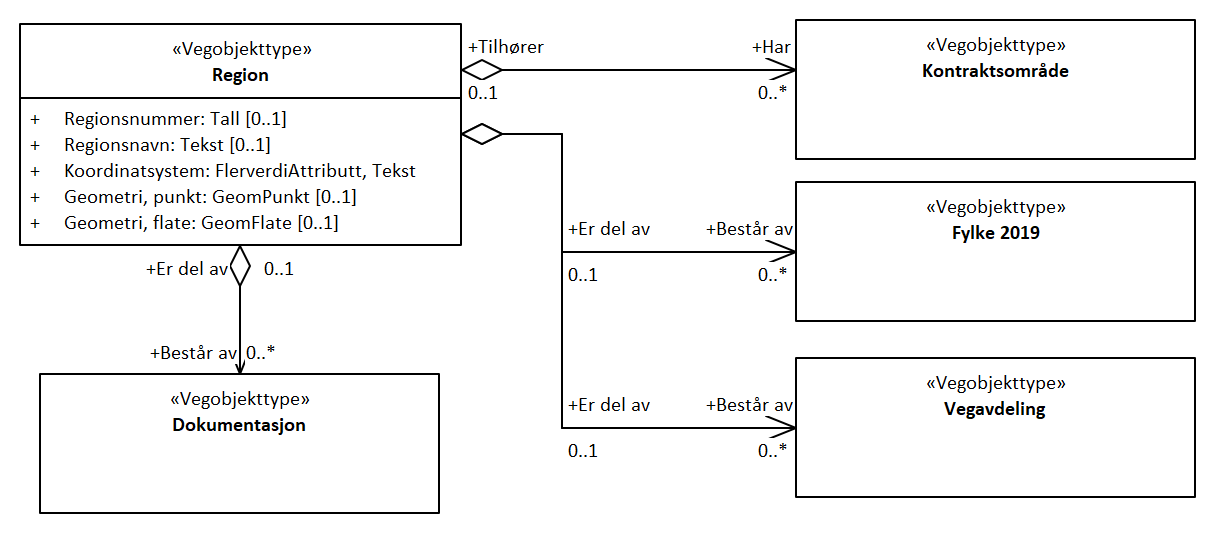 «Vegobjekttype»
Region
+ Regionsnummer: Tall [0..1]
+ Regionsnavn: Tekst [0..1]
+ Koordinatsystem: FlerverdiAttributt, Tekst
+ Geometri, punkt: GeomPunkt [0..1]
+ Geometri, flate: GeomFlate [0..1]
+Tilhører
0..1
+Har
0..*
«Vegobjekttype»
Kontraktsområde
+Er del av
0..1
+Består av
0..*
«Vegobjekttype»
Fylke 2019
+Er del av
0..1
+Består av
0..*
«Vegobjekttype»
Vegavdeling
+Er del av
0..1
+Består av
0..*
«Vegobjekttype»
Dokumentasjon